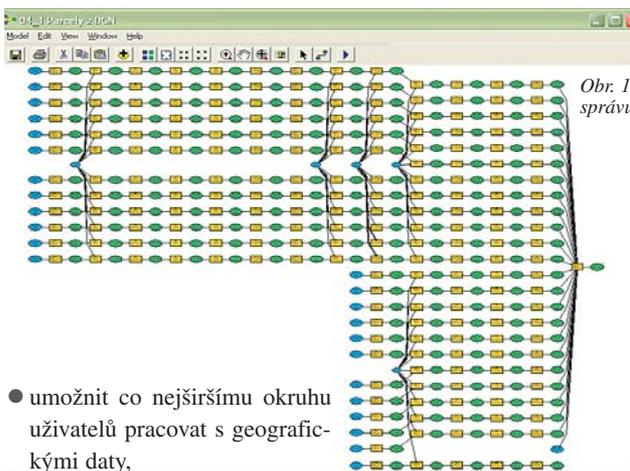 04_1 Parcely z DGN
Model Edit View Window Help
Obr. 1
správu
● umožnit co nejširšímu okruhu
uživatelů pracovat s geografic-
kými daty,